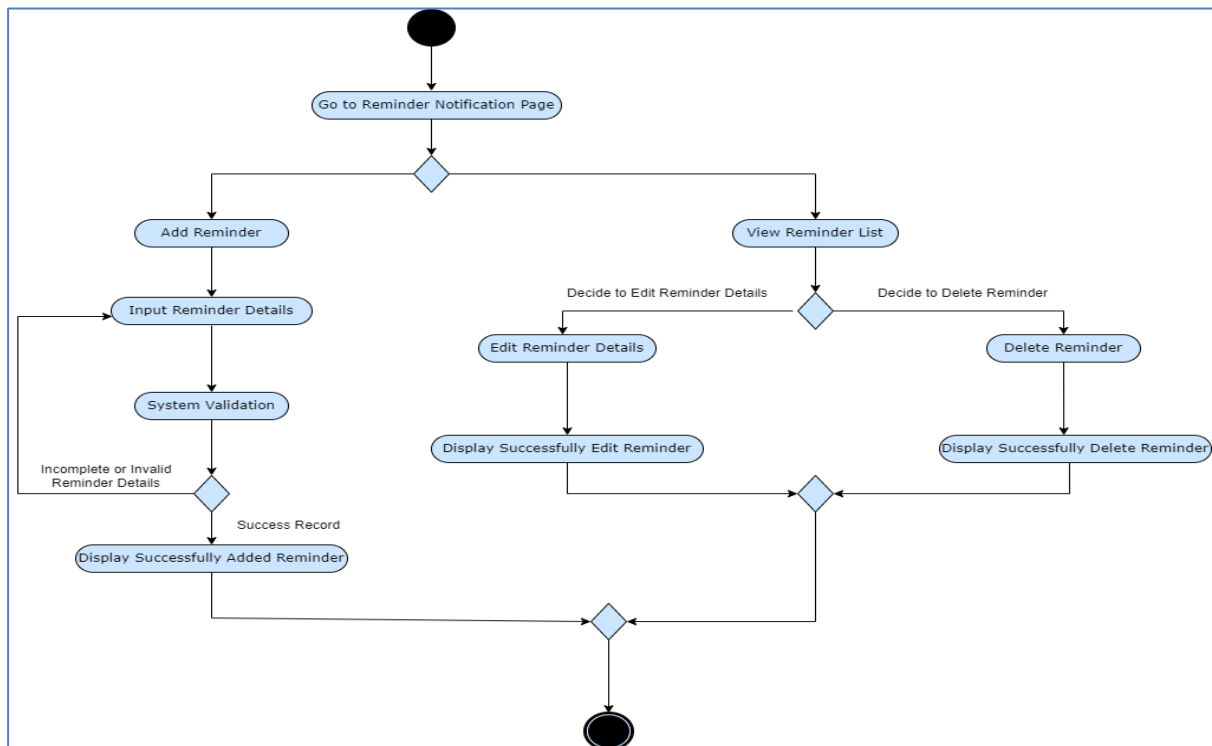 Go to Reminder Notification Page
Add Reminder
View Reminder List
Decide to Edit Reminder Details
Decide to Delete Reminder
Input Reminder Details
Edit Reminder Details
Delete Reminder
System Validation
Display Successfully Edit Reminder
Display Successfully Delete Reminder
Incomplete or Invalid
Reminder Details
Success Record
Display Successfully Added Reminder